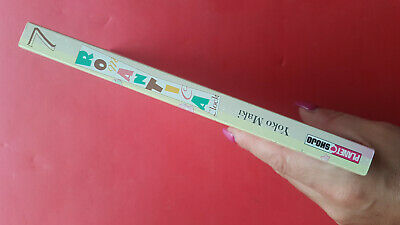 7
ROMANTICA
clock
Yoko Maki
PLANET SHOJO